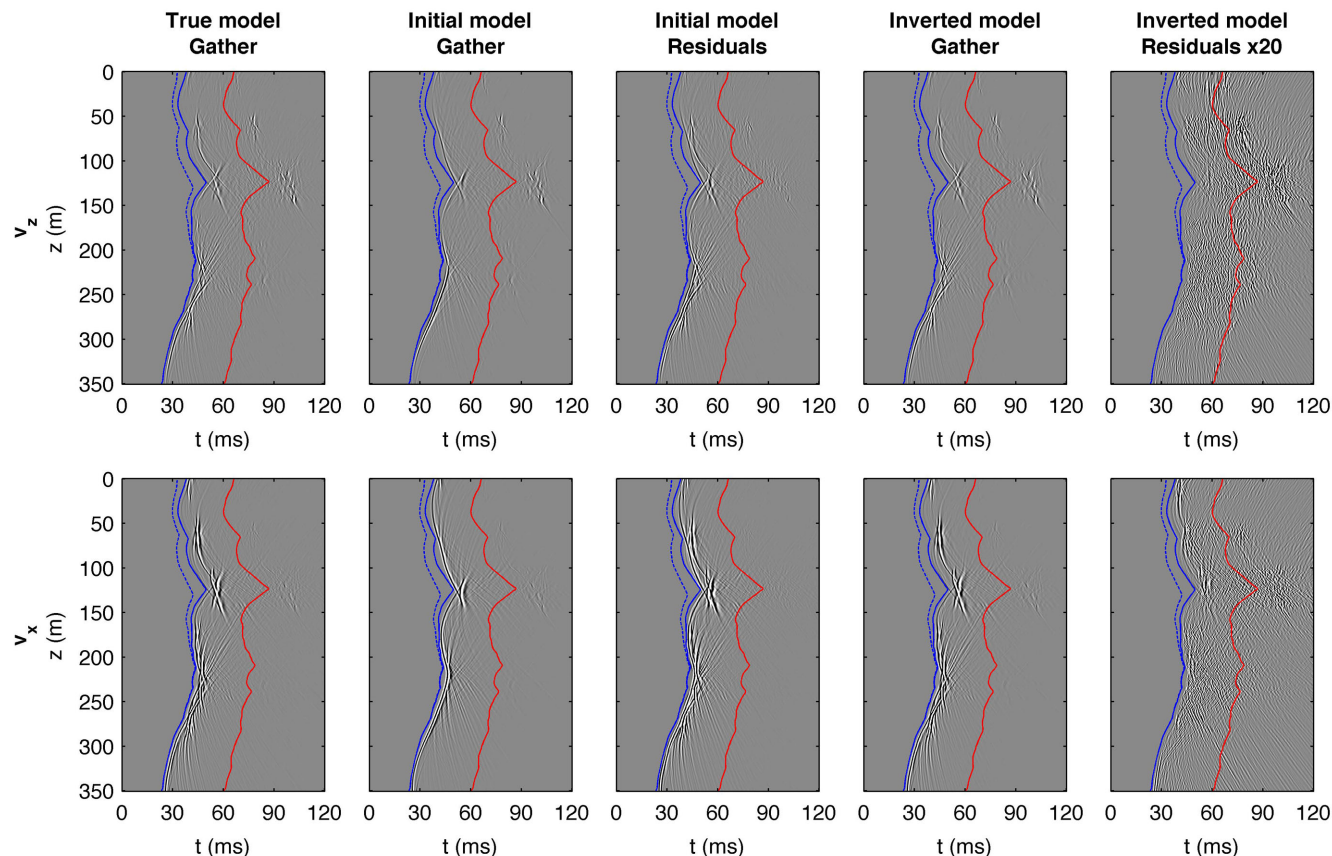 True model
Gather
Initial model
Gather
Initial model
Residuals
Inverted model
Gather
Inverted model
Residuals x20
v_z
z (m)
0
50
100
150
200
250
300
350
0 30 60 90 120
0 30 60 90 120
0 30 60 90 120
0 30 60 90 120
0 30 60 90 120
t (ms)
t (ms)
t (ms)
t (ms)
t (ms)
v_x
z (m)
0
50
100
150
200
250
300
350
0 30 60 90 120
0 30 60 90 120
0 30 60 90 120
0 30 60 90 120
0 30 60 90 120
t (ms)
t (ms)
t (ms)
t (ms)
t (ms)